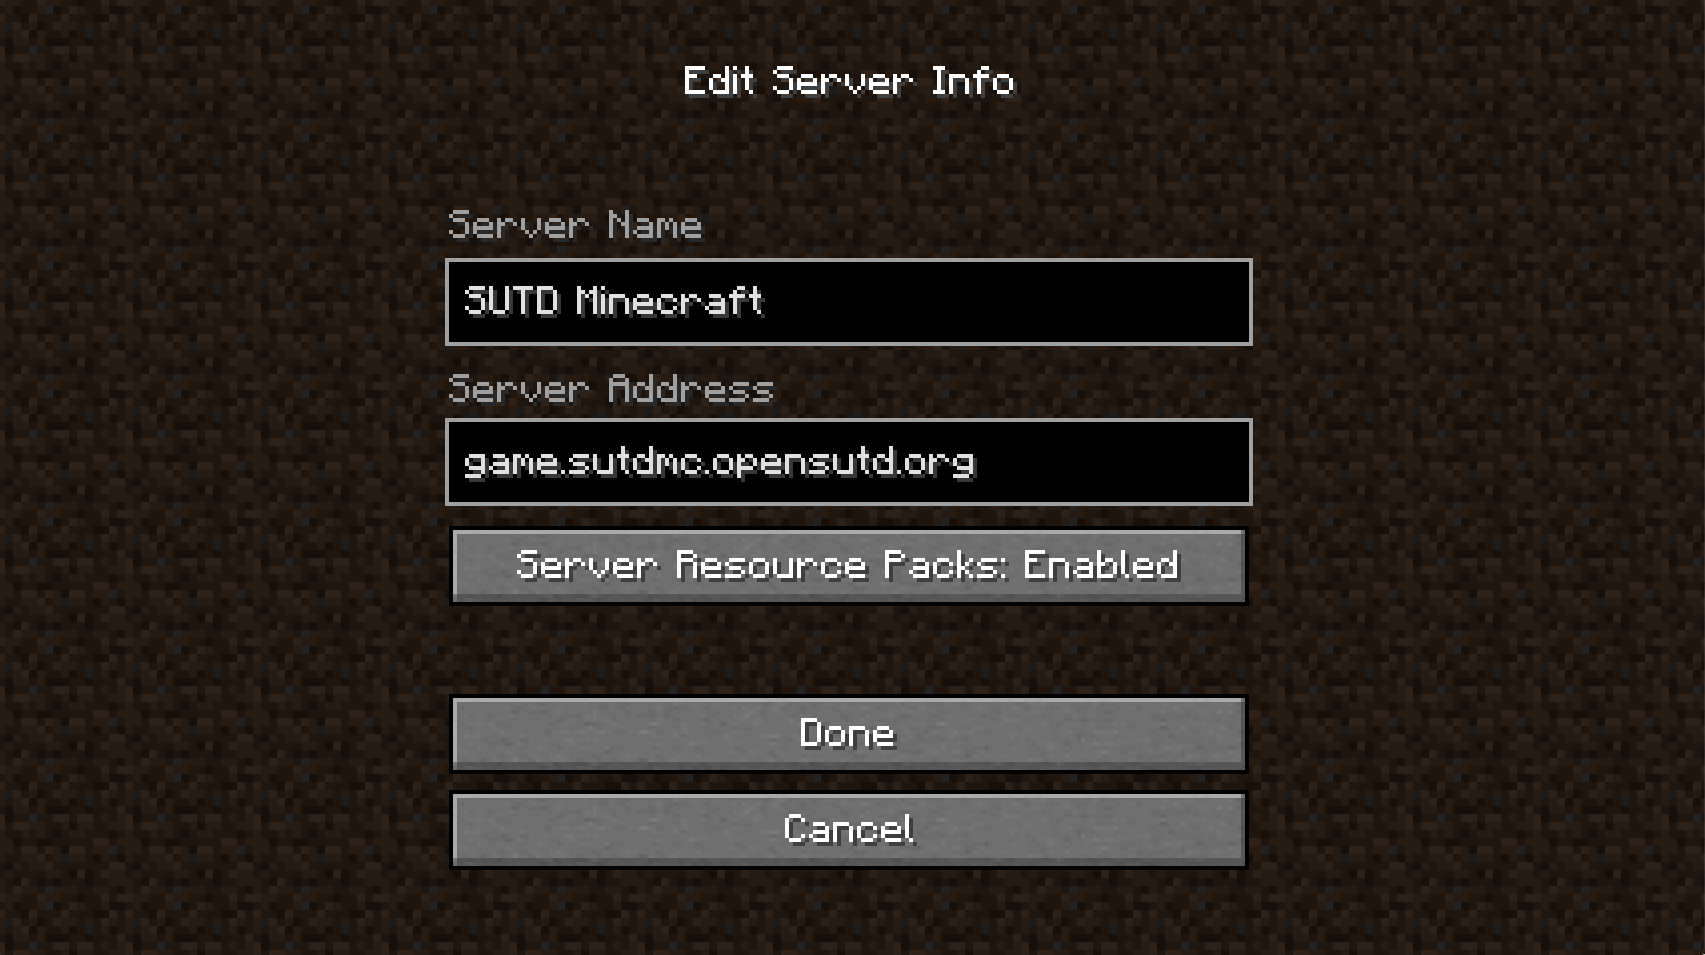 Edit Server Info
Server Name
SUTD Minecraft
Server Address
game.sutdmc.opensutd.org
Server Resource Packs: Enabled
Done
Cancel